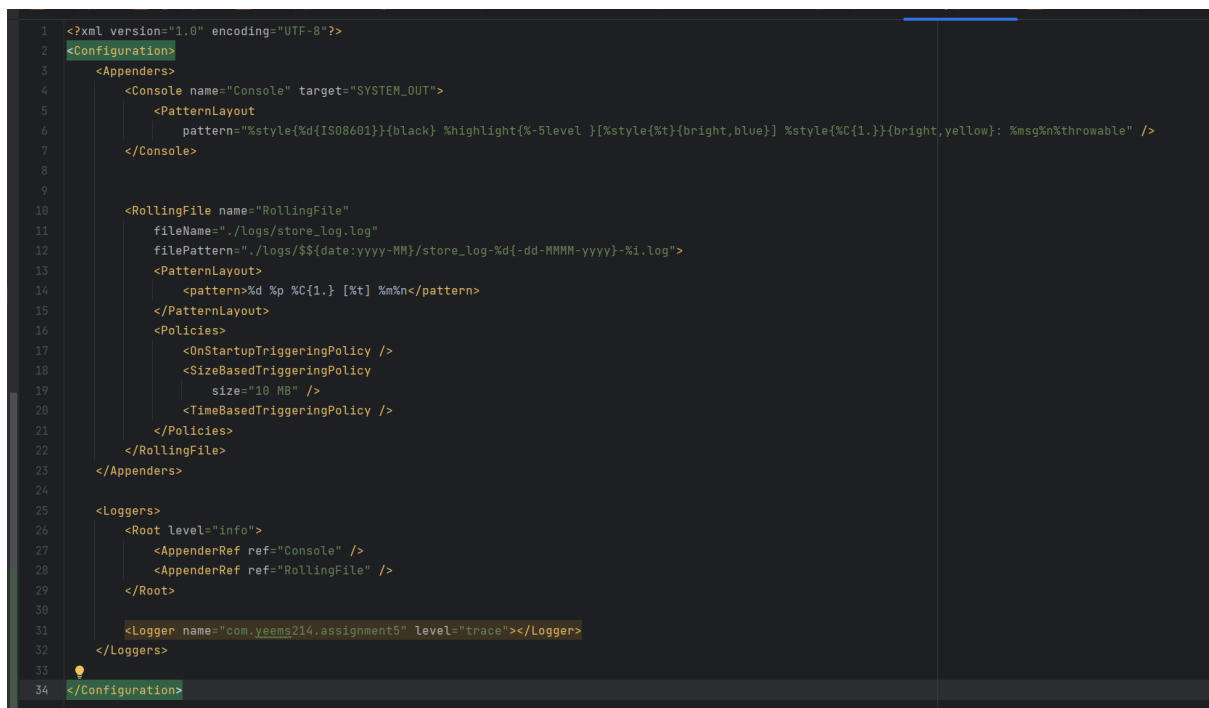 1 <?xml version="1.0" encoding="UTF-8"?>
2 <Configuration>
3 <Appenders>
4 <Console name="Console" target="SYSTEM_OUT">
5 <PatternLayout
6 pattern="%style{%d{ISO8601}}{black} %highlight{%-5level }[%style{%t}{bright,blue}] %style{%C{1.}}{bright,yellow}: %msg%n%throwable" />
7 </Console>
8
9
10 <RollingFile name="RollingFile"
11 fileName="./logs/store_log.log"
12 filePattern="./logs/$${date:yyyy-MM}/store_log-%d{-dd-MMMM-yyyy}-%i.log">
13 <PatternLayout>
14 <pattern>%d %p %C{1.} [%t] %m%n</pattern>
15 </PatternLayout>
16 <Policies>
17 <OnStartupTriggeringPolicy />
18 <SizeBasedTriggeringPolicy
19 size="10 MB" />
20 <TimeBasedTriggeringPolicy />
21 </Policies>
22 </RollingFile>
23 </Appenders>
24
25 <Loggers>
26 <Root level="info">
27 <AppenderRef ref="Console" />
28 <AppenderRef ref="RollingFile" />
29 </Root>
30
31 <Logger name="com.yeems214.assignment5" level="trace"></Logger>
32 </Loggers>
33
34 </Configuration>